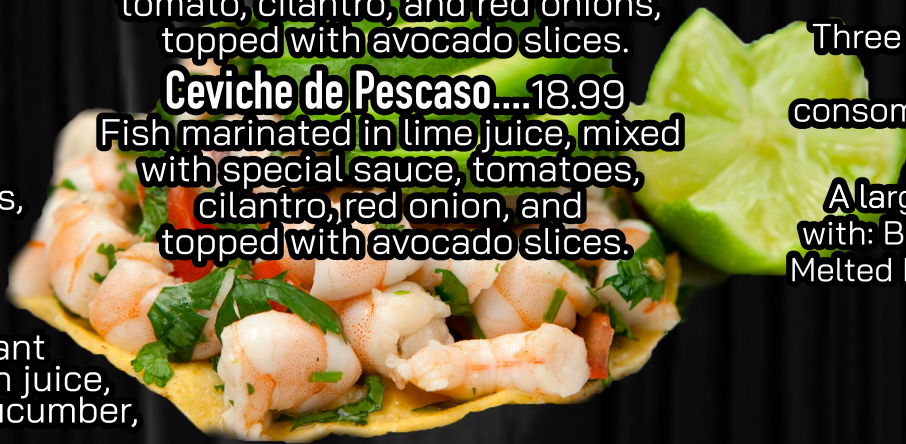 tomato, cilantro, and red onions,
topped with avocado slices.
Ceviche de Pescaso....18.99
Fish marinated in lime juice, mixed
with special sauce, tomatoes,
cilantro, red onion, and
topped with avocado slices.
s,
ant
n juice,
ucumber,
Three
consom
A larg
with: B
Melted